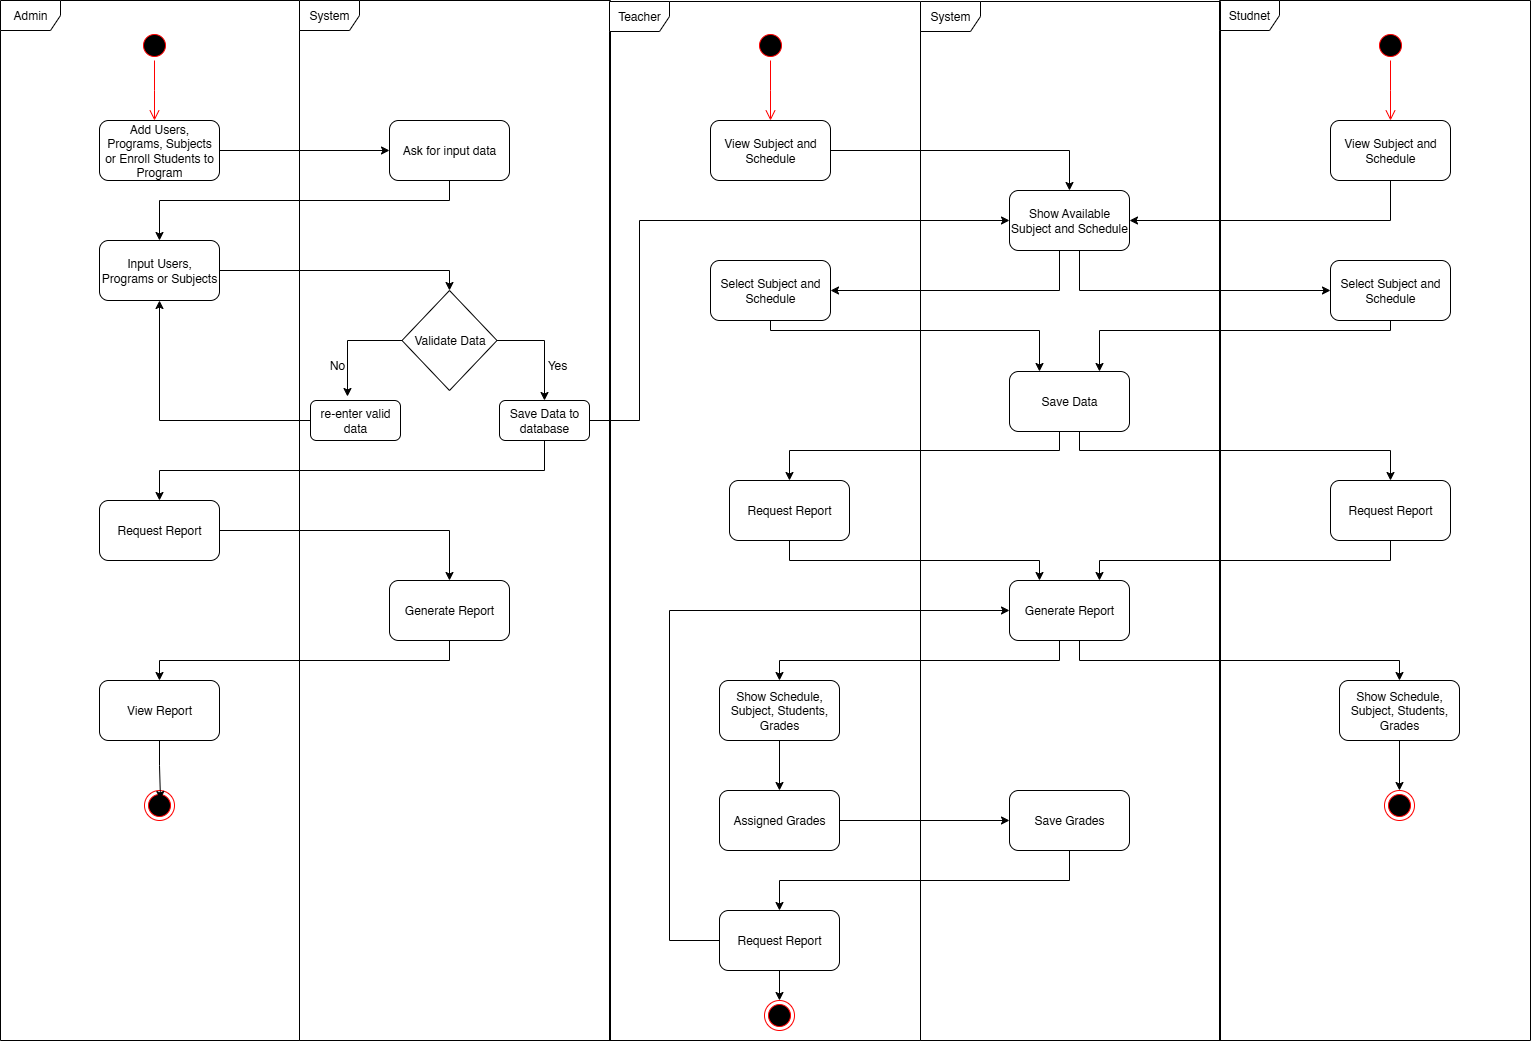 Admin
System
Teacher
System
Studnet
Add Users,
Programs, Subjects
or Enroll Students to
Program
Ask for input data
View Subject and
Schedule
View Subject and
Schedule
Show Available
Subject and Schedule
Input Users,
Programs or Subjects
Select Subject and
Schedule
Select Subject and
Schedule
Validate Data
No
Yes
re-enter valid
data
Save Data to
database
Save Data
Request Report
Request Report
Request Report
Generate Report
Generate Report
View Report
Show Schedule,
Subject, Students,
Grades
Show Schedule,
Subject, Students,
Grades
Assigned Grades
Save Grades
Request Report